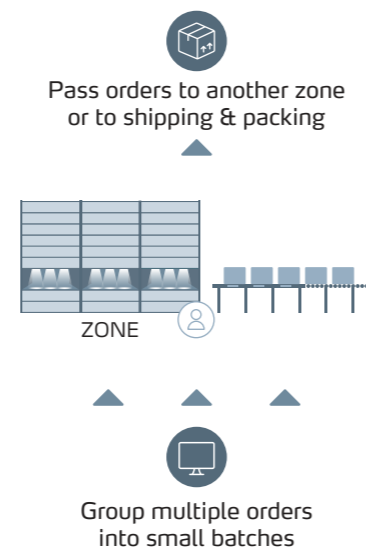 Pass orders to another zone
or to shipping & packing
ZONE
Group multiple orders
into small batches